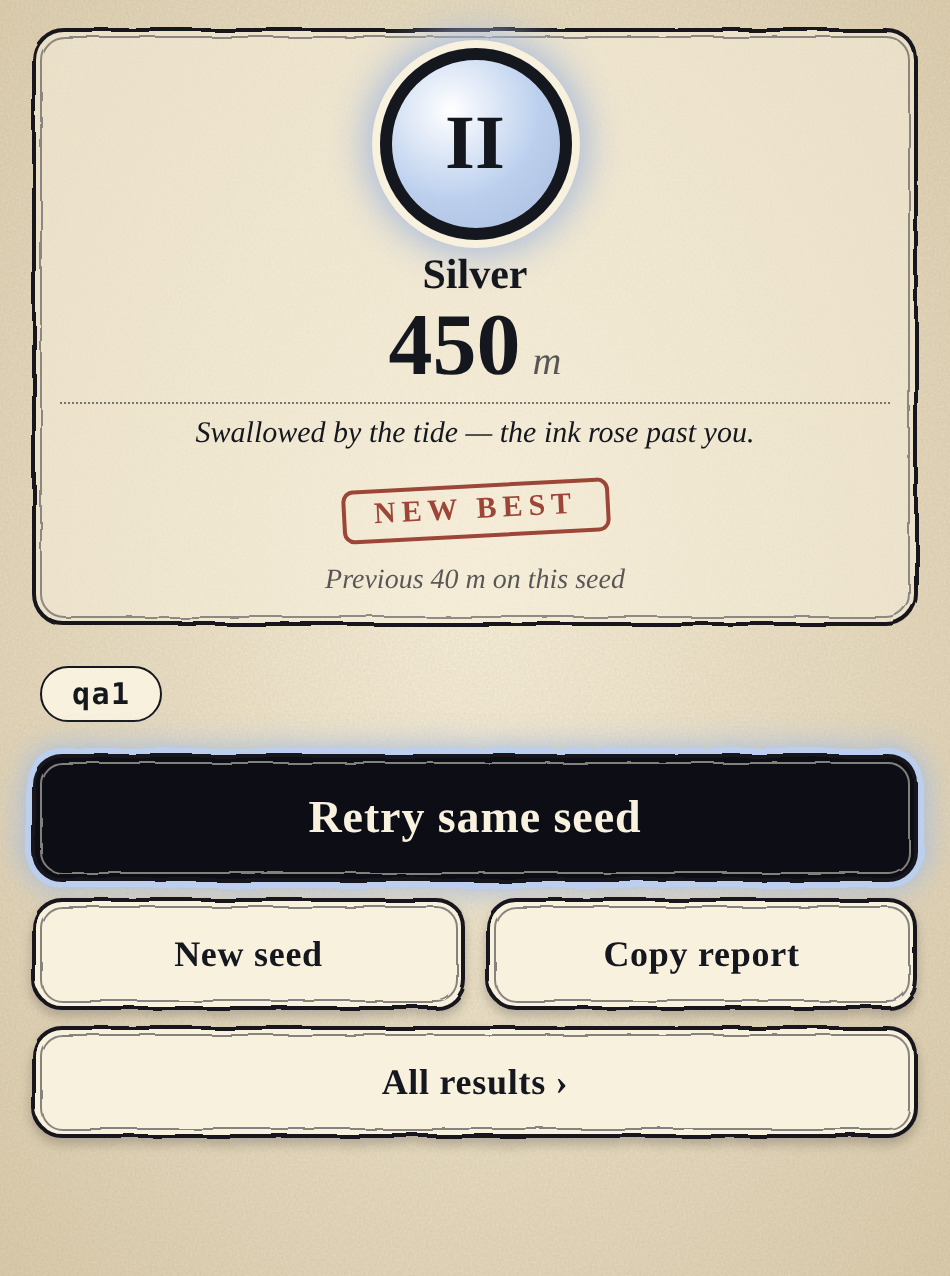 II
Silver
450 m
Swallowed by the tide — the ink rose past you.
NEW BEST
Previous 40 m on this seed
qa1
Retry same seed
New seed
Copy report
All results ›